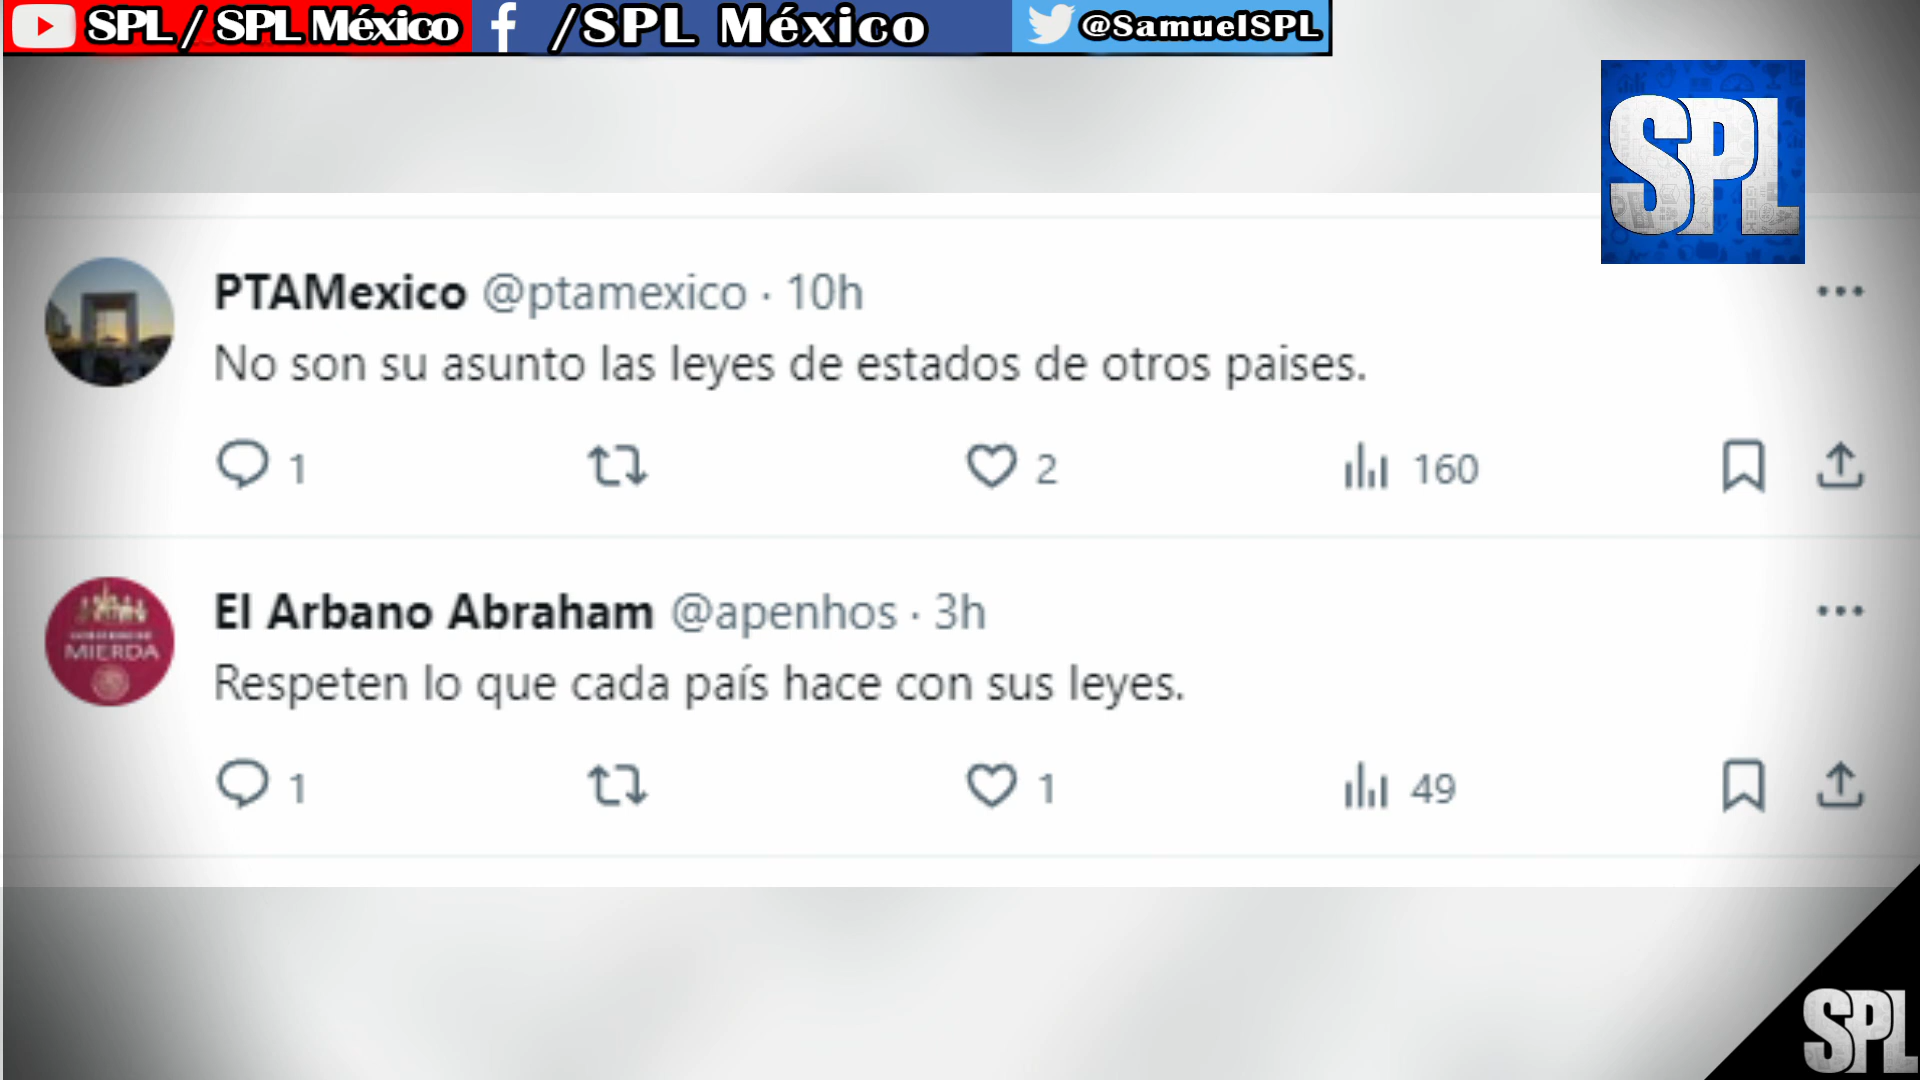 SPL / SPL México
/SPL México
@SamuelSPL
SPL
PTAMexico @ptamexico · 10h
No son su asunto las leyes de estados de otros paises.
1
2
160
El Arbano Abraham @apenhos · 3h
MIERDA
Respeten lo que cada país hace con sus leyes.
1
1
49
SPL